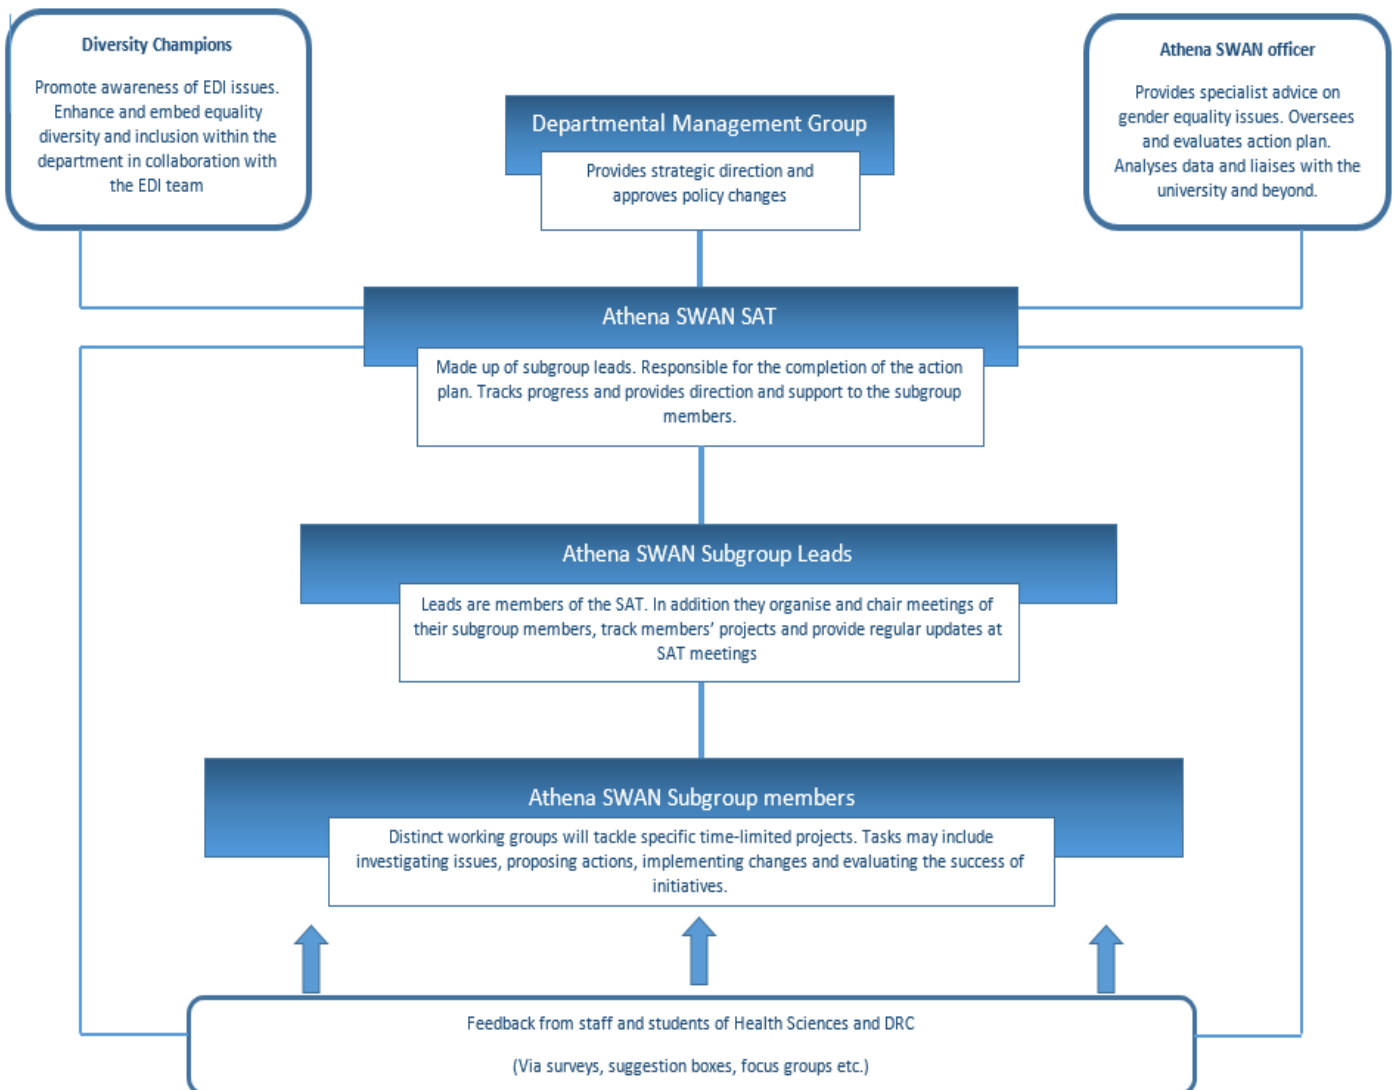 Diversity Champions
Promote awareness of EDI issues.
Enhance and embed equality
diversity and inclusion within the
department in collaboration with
the EDI team
Athena SWAN officer
Provides specialist advice on
gender equality issues. Oversees
and evaluates action plan.
Analyses data and liaises with the
university and beyond.
Departmental Management Group
Provides strategic direction and
approves policy changes
Athena SWAN SAT
Made up of subgroup leads. Responsible for the completion of the action
plan. Tracks progress and provides direction and support to the subgroup
members.
Athena SWAN Subgroup Leads
Leads are members of the SAT. In addition they organise and chair meetings of
their subgroup members, track members’ projects and provide regular updates at
SAT meetings
Athena SWAN Subgroup members
Distinct working groups will tackle specific time-limited projects. Tasks may include
investigating issues, proposing actions, implementing changes and evaluating the success of
initiatives.
Feedback from staff and students of Health Sciences and DRC
(Via surveys, suggestion boxes, focus groups etc.)